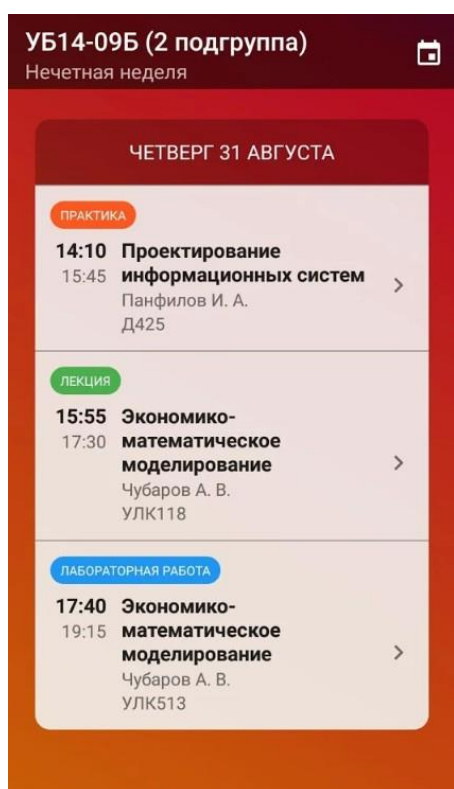 УБ14-09Б (2 подгруппа)
Нечетная неделя
ЧЕТВЕРГ 31 АВГУСТА
ПРАКТИКА
14:10 Проектирование
15:45 информационных систем
Панфилов И. А.
Д425
ЛЕКЦИЯ
15:55 Экономико-
17:30 математическое
моделирование
Чубаров А. В.
УЛК118
ЛАБОРАТОРНАЯ РАБОТА
17:40 Экономико-
19:15 математическое
моделирование
Чубаров А. В.
УЛК513